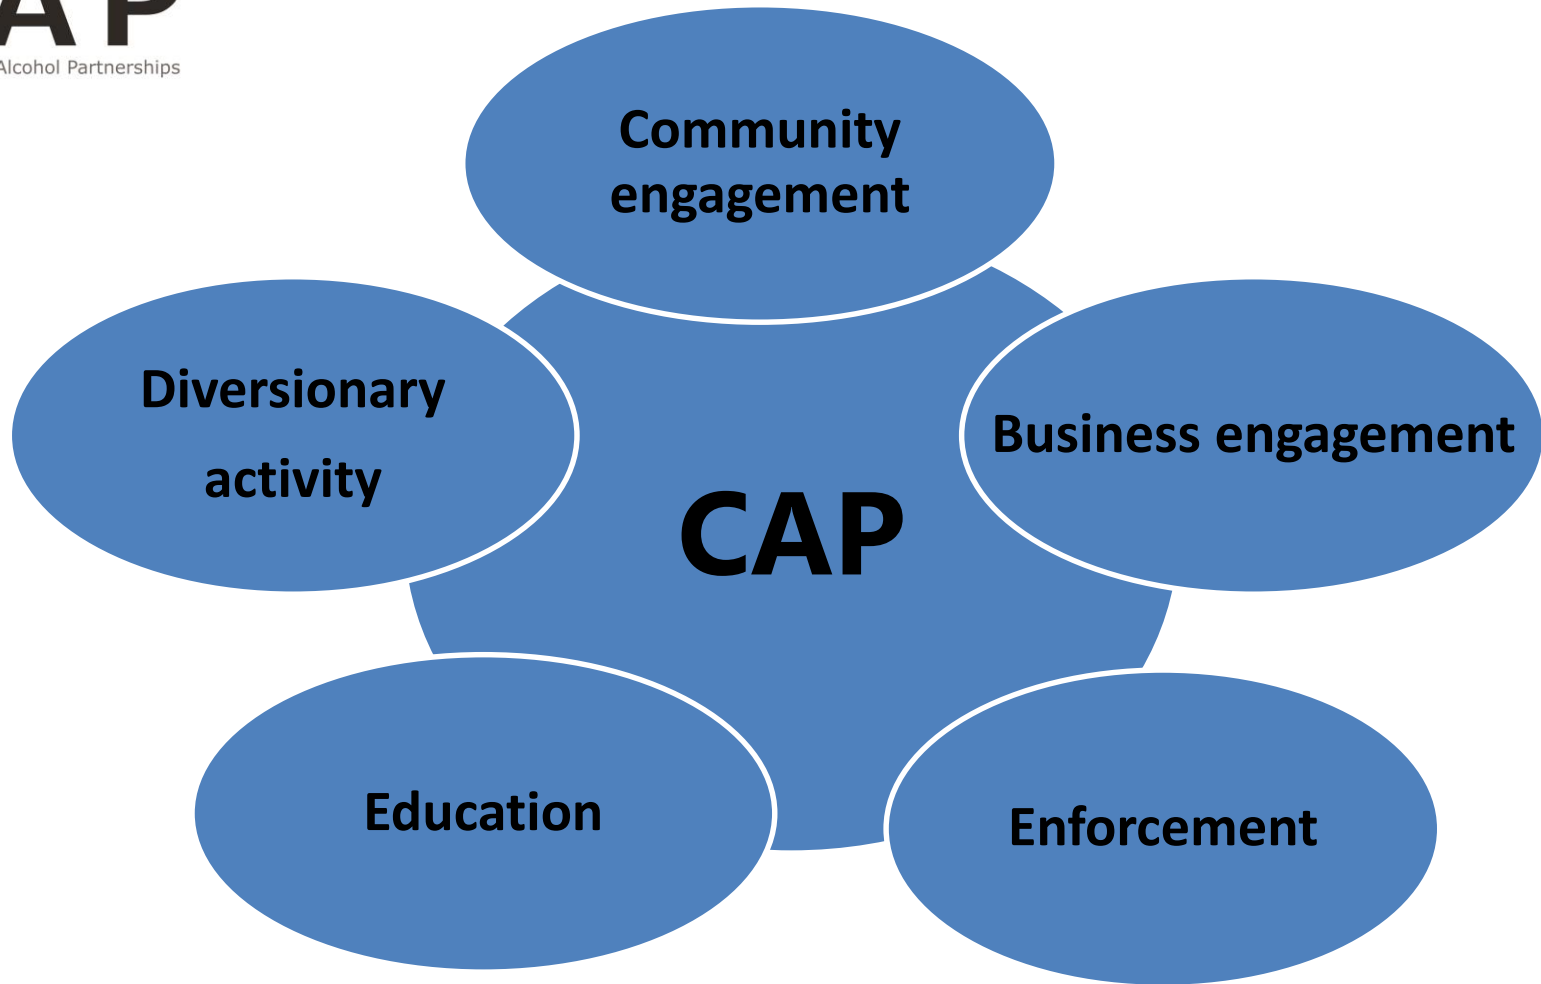 AP
Alcohol Partnerships
Community
engagement
Diversionary
activity
Business engagement
CAP
Education
Enforcement